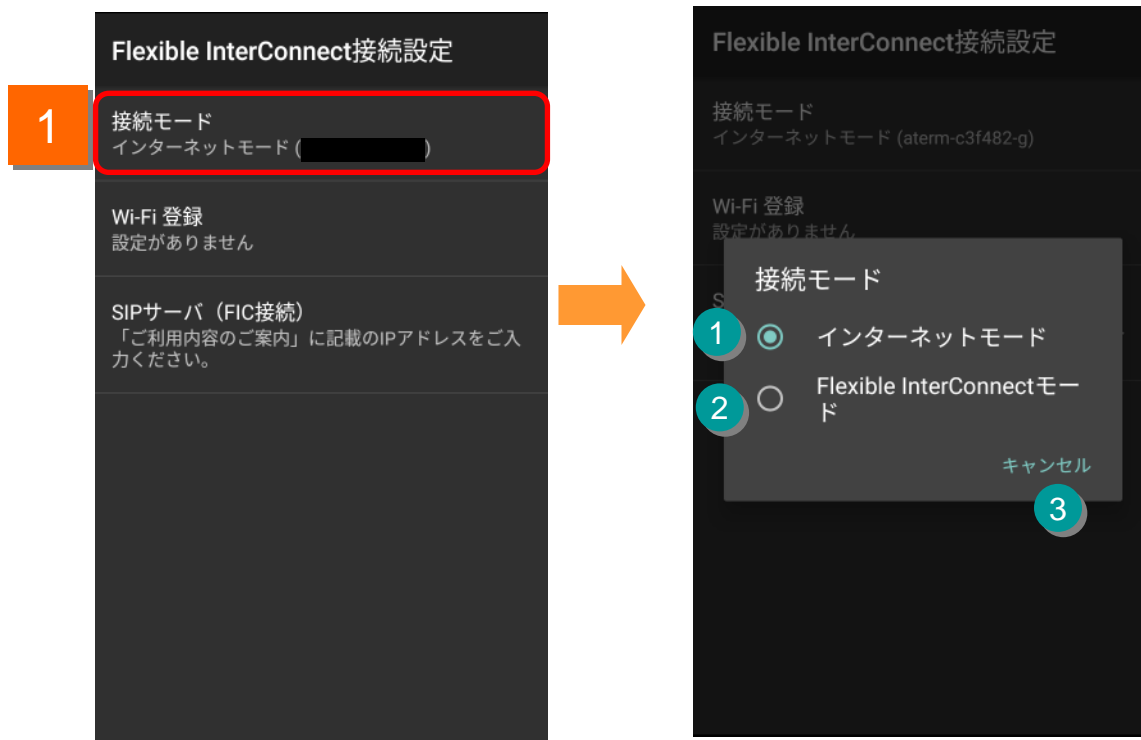 Flexible InterConnect接続設定
1
接続モード
インターネットモード ( )
Wi-Fi 登録
設定がありません
SIPサーバ（FIC接続）
「ご利用内容のご案内」に記載のIPアドレスをご入
力ください。
Flexible InterConnect接続設定
接続モード
インターネットモード (aterm-c3f482-g)
Wi-Fi 登録
設定がありません
S
接続モード
1
インターネットモード
2
Flexible InterConnectモー
ド
キャンセル
3